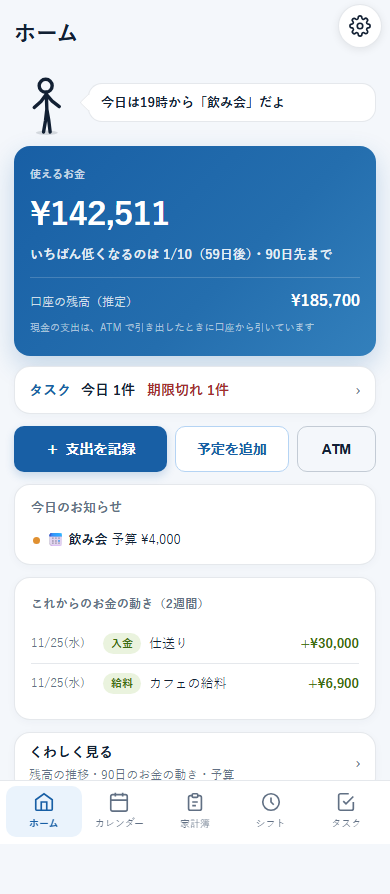 ホーム
今日は19時から「飲み会」だよ
使えるお金
¥142,511
いちばん低くなるのは 1/10（59日後）・90日先まで
口座の残高（推定） ¥185,700
現金の支出は、ATM で引き出したときに口座から引いています
タスク 今日 1件 期限切れ 1件 ›
＋ 支出を記録 予定を追加 ATM
今日のお知らせ
飲み会 予算 ¥4,000
これからのお金の動き（2週間）
11/25(水) 入金 仕送り +¥30,000
11/25(水) 給料 カフェの給料 +¥6,900
くわしく見る ›
残高の推移・90日のお金の動き・予算
ホーム カレンダー 家計簿 シフト タスク